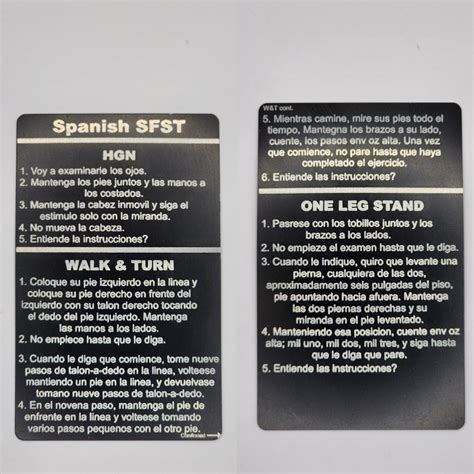 Spanish SFST
HGN
1. Voy a examinarle los ojos.
2. Mantenga los pies juntos y las manos a
los costados.
3. Mantenga la cabez inmovil y siga el
estimulo solo con la miranda.
4. No mueva la cabeza.
5. Entiende la instrucciones?
WALK & TURN
1. Coloque su pie izquierdo en la linea y
coloque su pie derecho en frente del
izquierdo con su talon derecho tocando
el dedo del pie izquierdo. Mantenga
las manos a los lados.
2. No empiece hasta que le diga.
3. Cuando le diga que comience, tome nueve
pasos de talon-a-dedo en la linea, volteese
mantiendo un pie en la linea, y devuelvase
tomano nueve pasos de talon-a-dedo.
4. En el novena paso, mantenga el pie de
enfrente en la linea y voltese tomando
varios pasos pequenos con el otro pie.
Continued
W&T cont.
5. Mientras camine, mire sus pies todo el
tiempo, Mantegna los brazos a su lado,
cuente, los pasos env oz alta. Una vez
que comience, no pare hasta que haya
completado el ejercicio.
6. Entiende las instrucciones?
ONE LEG STAND
1. Pasrese con los tobillos juntos y los
brazos a los lados.
2. No empieze el examen hasta que le diga.
3. Cuando le indique, quiro que levante una
pierna, cualquiera de las dos,
aproximadamente seis pulgadas del piso,
pie apuntando hacia afuera. Mantega
las dos piernas derechas y su
miranda en el pie levantado.
4. Manteniendo esa posicion, cuente env oz
alta; mil uno, mil dos, mil tres, y siga hasta
que le diga.
5. Entiende las instrucciones?